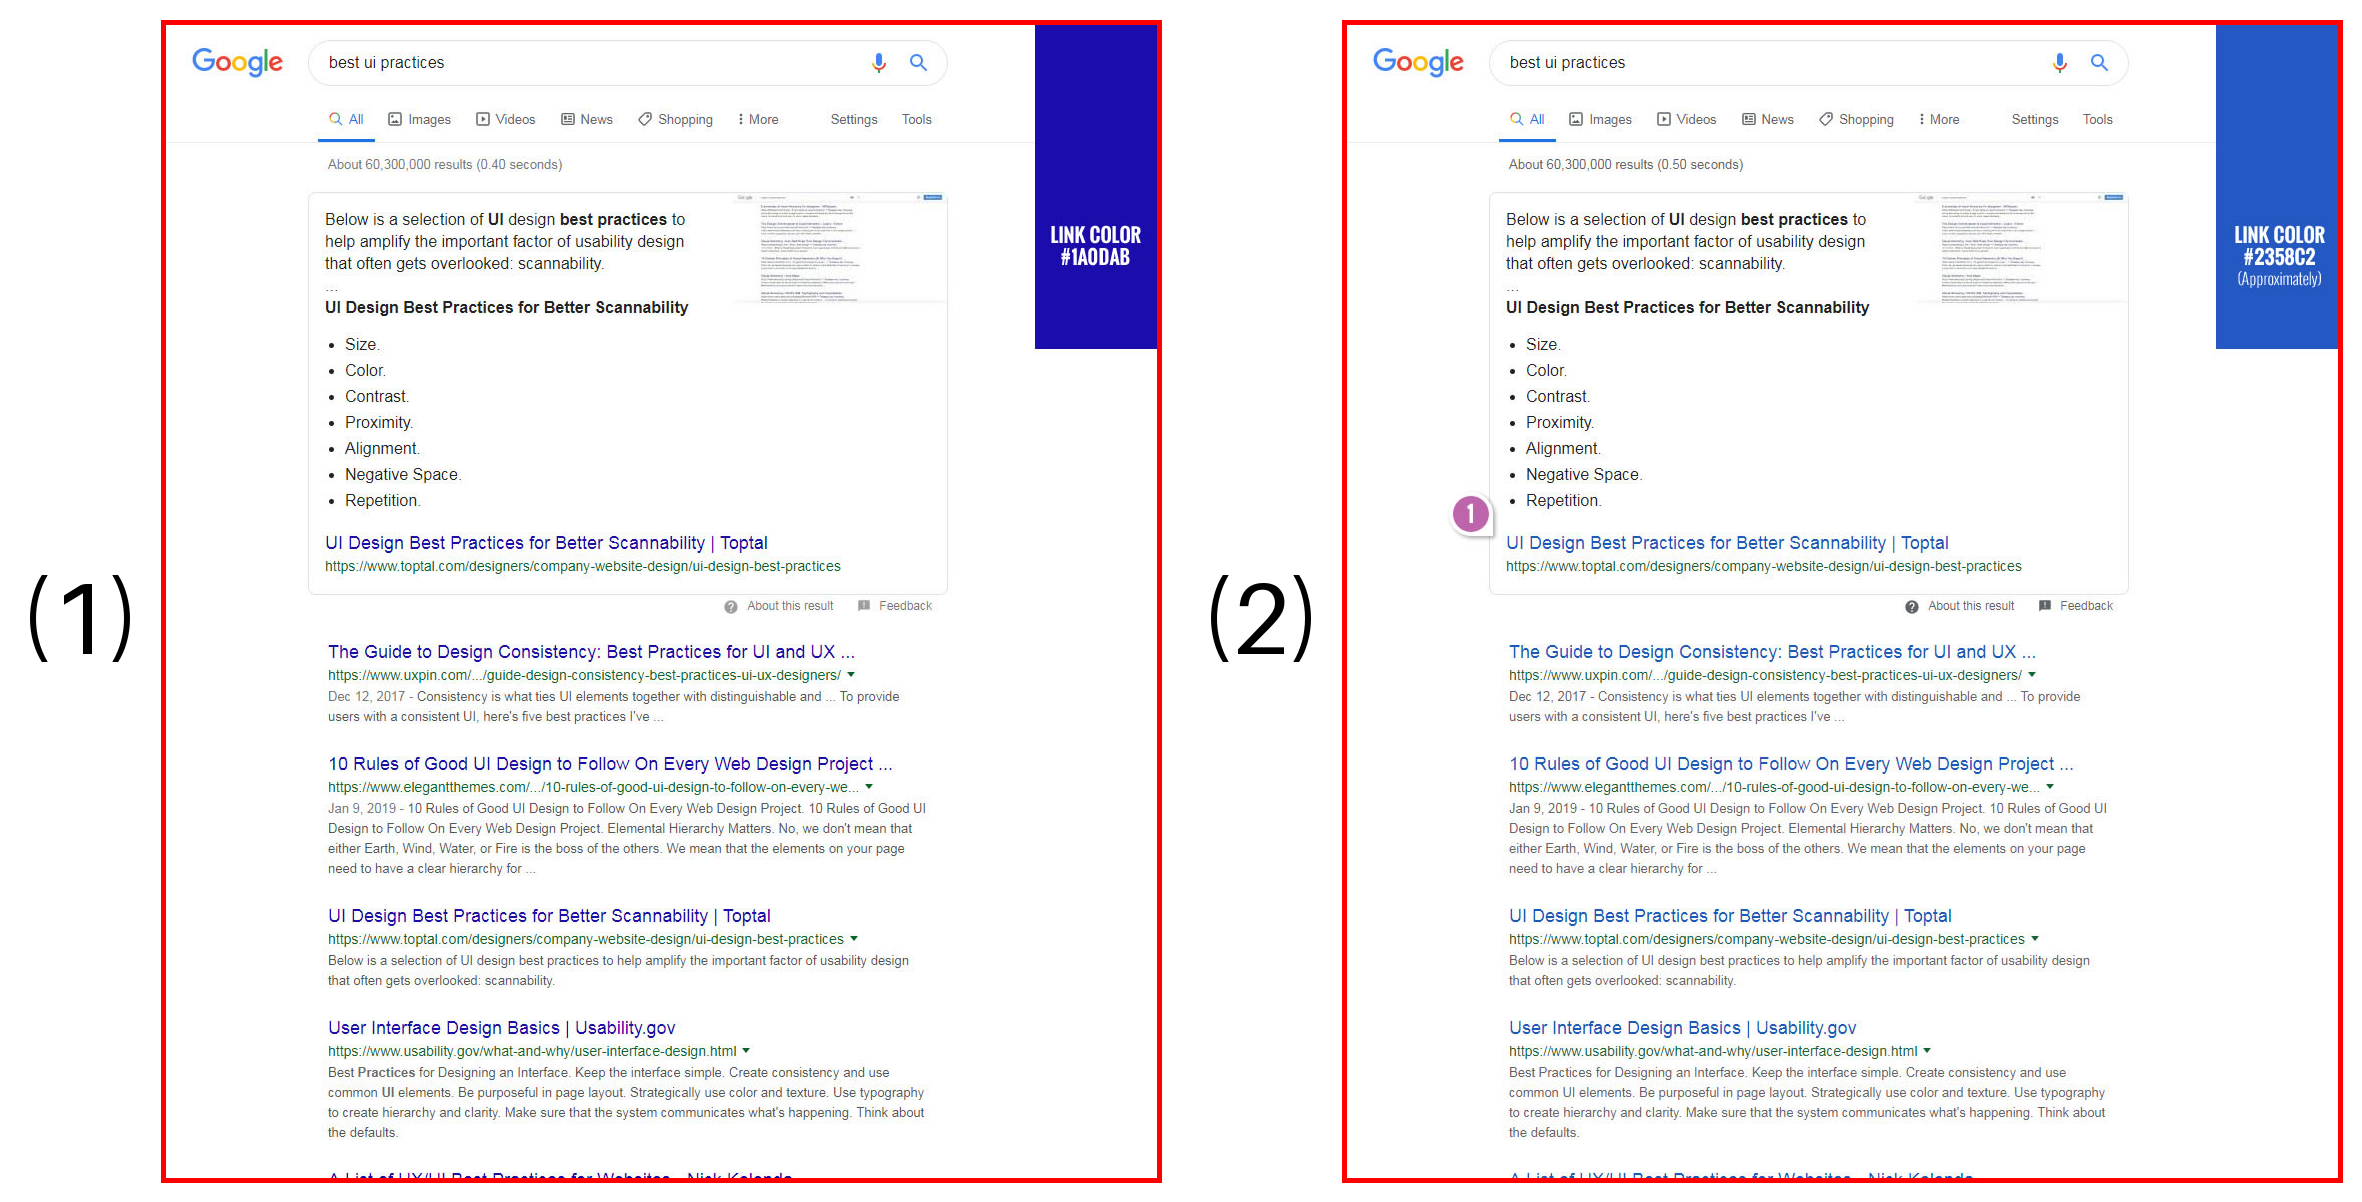 (1)
Google
best ui practices
All Images Videos News Shopping More Settings Tools
About 60,300,000 results (0.40 seconds)
Below is a selection of UI design best practices to
help amplify the important factor of usability design
that often gets overlooked: scannability.
...
UI Design Best Practices for Better Scannability
• Size.
• Color.
• Contrast.
• Proximity.
• Alignment.
• Negative Space.
• Repetition.
UI Design Best Practices for Better Scannability | Toptal
https://www.toptal.com/designers/company-website-design/ui-design-best-practices
About this result Feedback
The Guide to Design Consistency: Best Practices for UI and UX ...
https://www.uxpin.com/.../guide-design-consistency-best-practices-ui-ux-designers/
Dec 12, 2017 - Consistency is what ties UI elements together with distinguishable and ... To provide
users with a consistent UI, here's five best practices I've ...
10 Rules of Good UI Design to Follow On Every Web Design Project ...
https://www.elegantthemes.com/.../10-rules-of-good-ui-design-to-follow-on-every-we...
Jan 9, 2019 - 10 Rules of Good UI Design to Follow On Every Web Design Project. 10 Rules of Good UI
Design to Follow On Every Web Design Project. Elemental Hierarchy Matters. No, we don't mean that
either Earth, Wind, Water, or Fire is the boss of the others. We mean that the elements on your page
need to have a clear hierarchy for ...
UI Design Best Practices for Better Scannability | Toptal
https://www.toptal.com/designers/company-website-design/ui-design-best-practices
Below is a selection of UI design best practices to help amplify the important factor of usability design
that often gets overlooked: scannability.
User Interface Design Basics | Usability.gov
https://www.usability.gov/what-and-why/user-interface-design.html
Best Practices for Designing an Interface. Keep the interface simple. Create consistency and use
common UI elements. Be purposeful in page layout. Strategically use color and texture. Use typography
to create hierarchy and clarity. Make sure that the system communicates what's happening. Think about
the defaults.
A List of UX/UI Best Practices for Websites - Nick Kolenda
LINK COLOR
#1A0DAB
(2)
Google
best ui practices
All Images Videos News Shopping More Settings Tools
About 60,300,000 results (0.50 seconds)
Below is a selection of UI design best practices to
help amplify the important factor of usability design
that often gets overlooked: scannability.
...
UI Design Best Practices for Better Scannability
• Size.
• Color.
• Contrast.
• Proximity.
• Alignment.
• Negative Space.
• Repetition.
1
UI Design Best Practices for Better Scannability | Toptal
https://www.toptal.com/designers/company-website-design/ui-design-best-practices
About this result Feedback
The Guide to Design Consistency: Best Practices for UI and UX ...
https://www.uxpin.com/.../guide-design-consistency-best-practices-ui-ux-designers/
Dec 12, 2017 - Consistency is what ties UI elements together with distinguishable and ... To provide
users with a consistent UI, here's five best practices I've ...
10 Rules of Good UI Design to Follow On Every Web Design Project ...
https://www.elegantthemes.com/.../10-rules-of-good-ui-design-to-follow-on-every-we...
Jan 9, 2019 - 10 Rules of Good UI Design to Follow On Every Web Design Project. 10 Rules of Good UI
Design to Follow On Every Web Design Project. Elemental Hierarchy Matters. No, we don't mean that
either Earth, Wind, Water, or Fire is the boss of the others. We mean that the elements on your page
need to have a clear hierarchy for ...
UI Design Best Practices for Better Scannability | Toptal
https://www.toptal.com/designers/company-website-design/ui-design-best-practices
Below is a selection of UI design best practices to help amplify the important factor of usability design
that often gets overlooked: scannability.
User Interface Design Basics | Usability.gov
https://www.usability.gov/what-and-why/user-interface-design.html
Best Practices for Designing an Interface. Keep the interface simple. Create consistency and use
common UI elements. Be purposeful in page layout. Strategically use color and texture. Use typography
to create hierarchy and clarity. Make sure that the system communicates what's happening. Think about
the defaults.
A List of UX/UI Best Practices for Websites - Nick Kolenda
LINK COLOR
#2358C2
(Approximately)